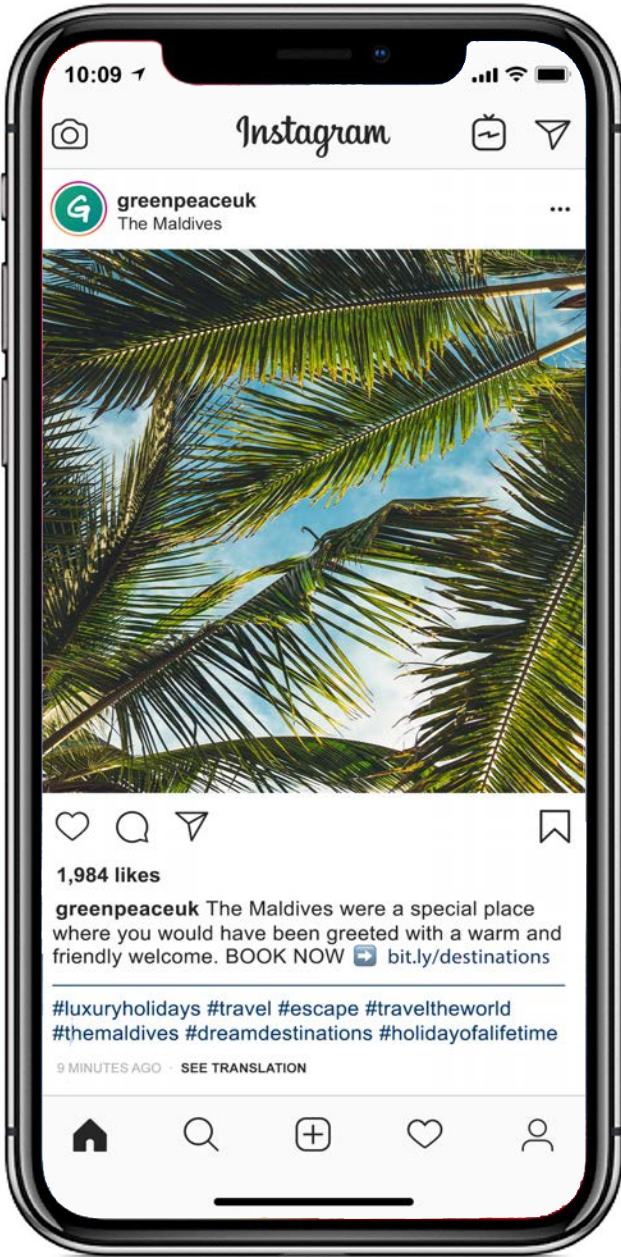 10:09
Instagram
greenpeaceuk
The Maldives
1,984 likes
greenpeaceuk The Maldives were a special place
where you would have been greeted with a warm and
friendly welcome. BOOK NOW ➡️ bit.ly/destinations
#luxuryholidays #travel #escape #traveltheworld
#themaldives #dreamdestinations #holidayofalifetime
9 MINUTES AGO · SEE TRANSLATION